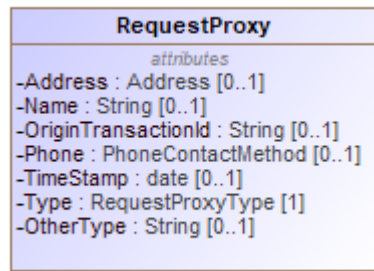 RequestProxy
attributes
-Address : Address [0..1]
-Name : String [0..1]
-OriginTransactionId : String [0..1]
-Phone : PhoneContactMethod [0..1]
-TimeStamp : date [0..1]
-Type : RequestProxyType [1]
-OtherType : String [0..1]